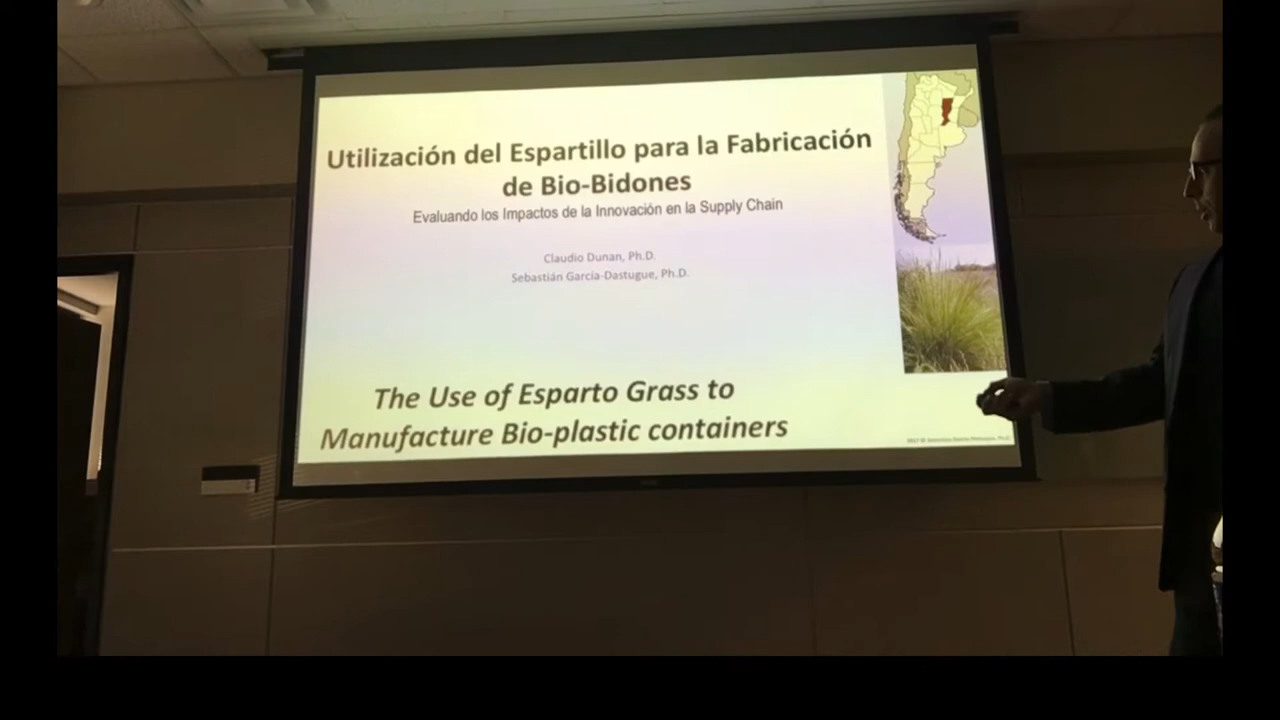 Utilización del Espartillo para la Fabricación
de Bio-Bidones
Evaluando los Impactos de la Innovación en la Supply Chain
Claudio Dunan, Ph.D.
Sebastián García-Dastugue, Ph.D.
The Use of Esparto Grass to
Manufacture Bio-plastic containers